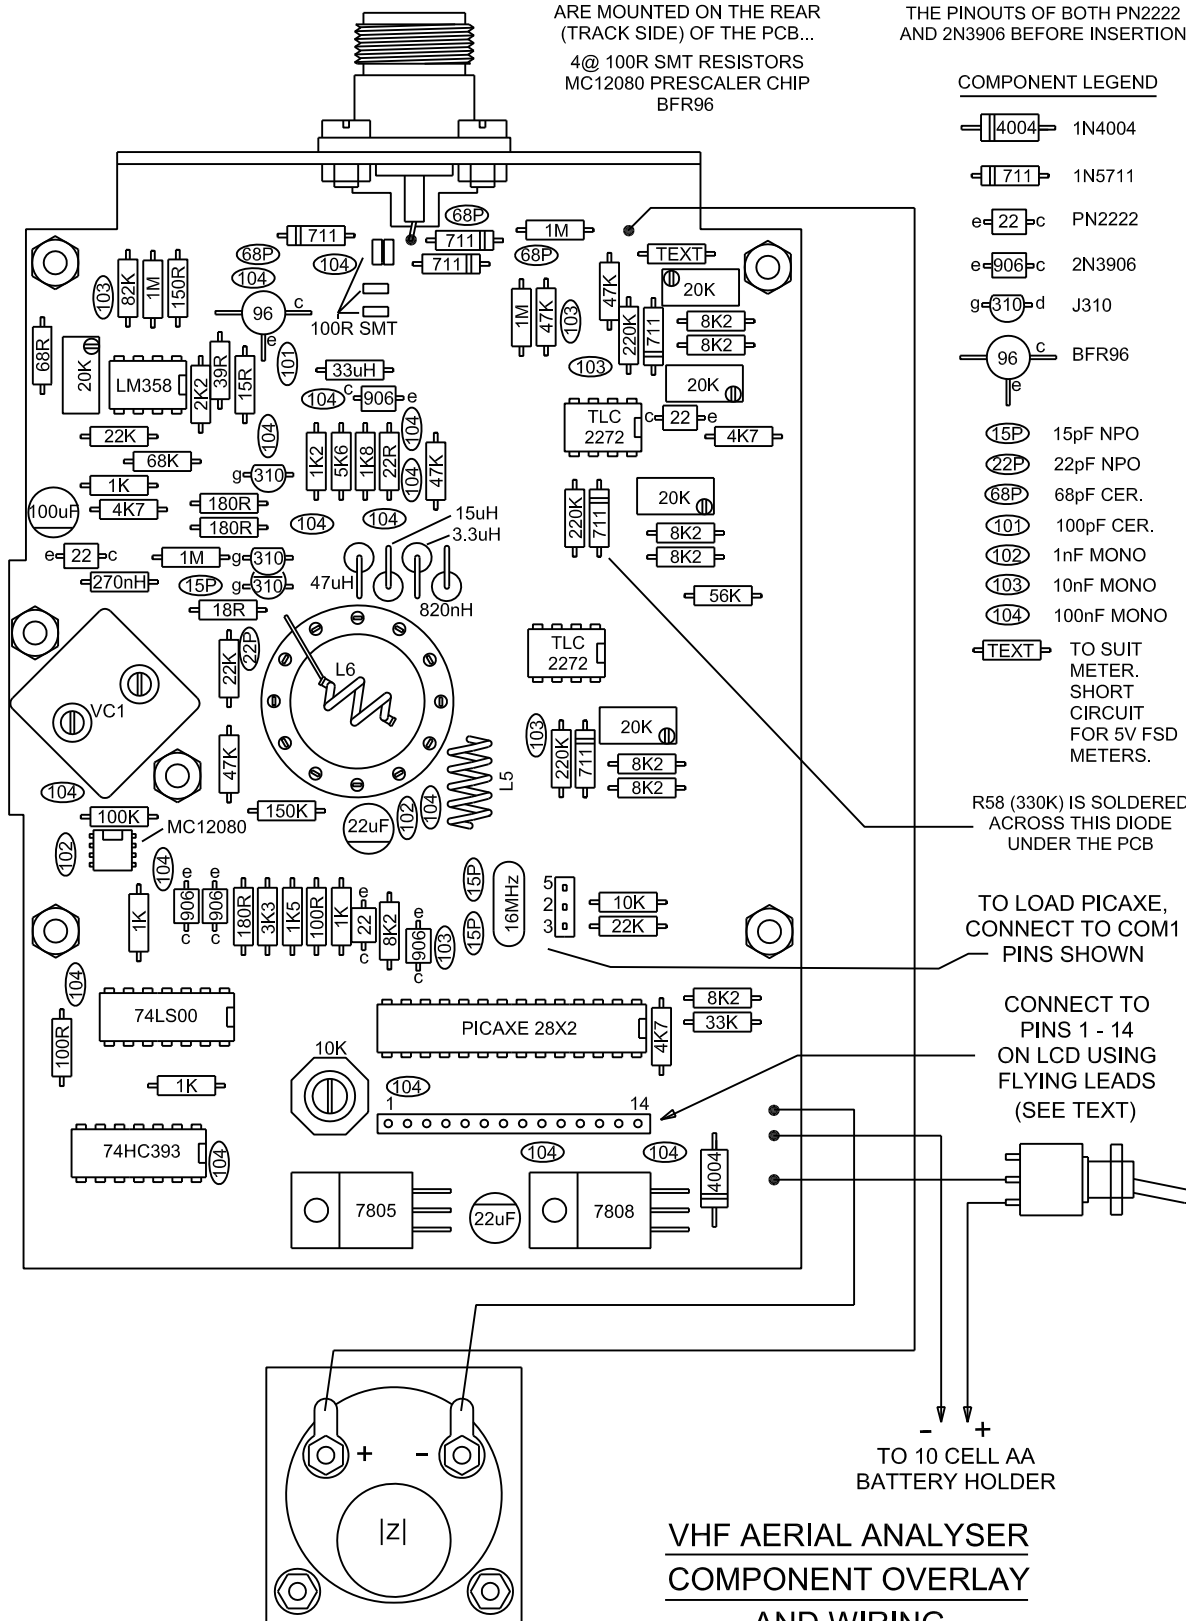 ARE MOUNTED ON THE REAR
(TRACK SIDE) OF THE PCB...
4@ 100R SMT RESISTORS
MC12080 PRESCALER CHIP
BFR96
THE PINOUTS OF BOTH PN2222
AND 2N3906 BEFORE INSERTION
COMPONENT LEGEND
4004 1N4004
711 1N5711
e 22 c PN2222
e 906 c 2N3906
g 310 d J310
96 c e BFR96
15P 15pF NPO
22P 22pF NPO
68P 68pF CER.
101 100pF CER.
102 1nF MONO
103 10nF MONO
104 100nF MONO
TEXT TO SUIT
METER.
SHORT
CIRCUIT
FOR 5V FSD
METERS.
R58 (330K) IS SOLDERED
ACROSS THIS DIODE
UNDER THE PCB
TO LOAD PICAXE,
CONNECT TO COM1
PINS SHOWN
CONNECT TO
PINS 1 - 14
ON LCD USING
FLYING LEADS
(SEE TEXT)
711
68P
711
711
1M
68P
TEXT
68P
104
104
103
82K
1M
150R
96
c
e
100R SMT
1M
47K
103
47K
220K
711
20K
8K2
8K2
68R
20K
LM358
2K2
39R
15R
101
33uH
103
20K
104
c 906 e
TLC
2272
c 22 e
4K7
22K
68K
1K
4K7
100uF
104
g 310
180R
180R
1K2
5K6
1K8
22R
104
104
47K
104
104
220K
711
20K
8K2
8K2
e 22 c
1M
g 310
270nH
15P
g 310
18R
15uH
3.3uH
47uH
820nH
56K
22K
22P
L6
VC1
TLC
2272
47K
103
220K
711
20K
8K2
8K2
L5
104
100K
MC12080
150K
22uF
102
104
102
104
1K
e 906 c
e 906 c
180R
3K3
1K5
100R
1K
e 22 c
8K2
e 906 c
103
15P
15P
16MHz
5
2
3
10K
22K
104
100R
74LS00
PICAXE 28X2
4K7
8K2
33K
1K
10K
104
1
14
74HC393
104
104
104
4004
7805
22uF
7808
+
-
|Z|
- +
TO 10 CELL AA
BATTERY HOLDER
VHF AERIAL ANALYSER
COMPONENT OVERLAY
AND WIRING